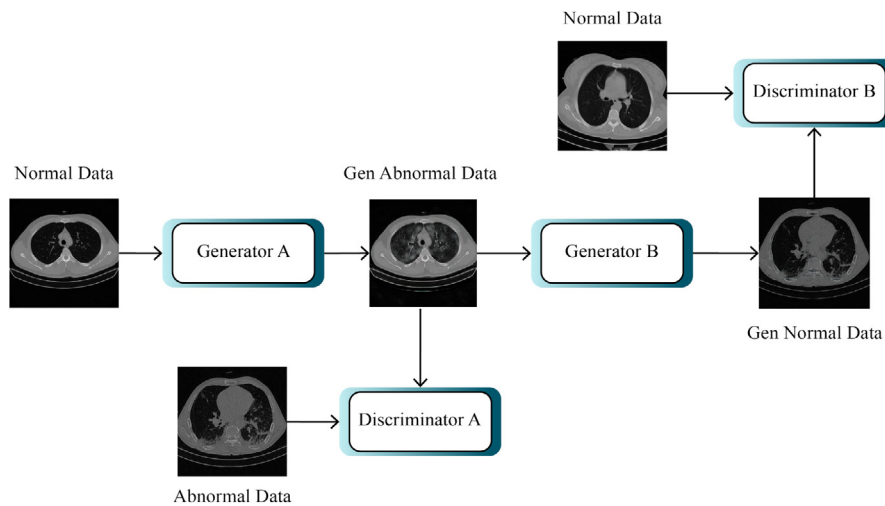 Normal Data
Discriminator B
Normal Data
Gen Abnormal Data
Generator A
Generator B
Gen Normal Data
Discriminator A
Abnormal Data